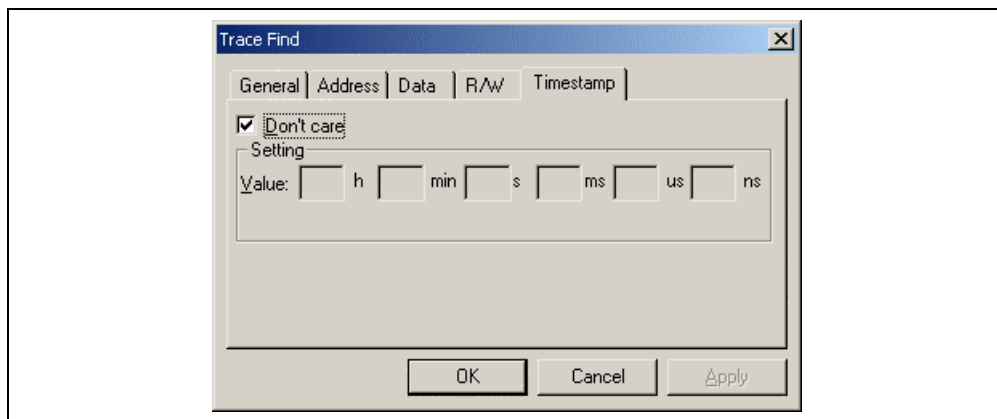 Trace Find
General Address Data R/W Timestamp
Don't care
Setting
Value: h min s ms us ns
OK Cancel Apply